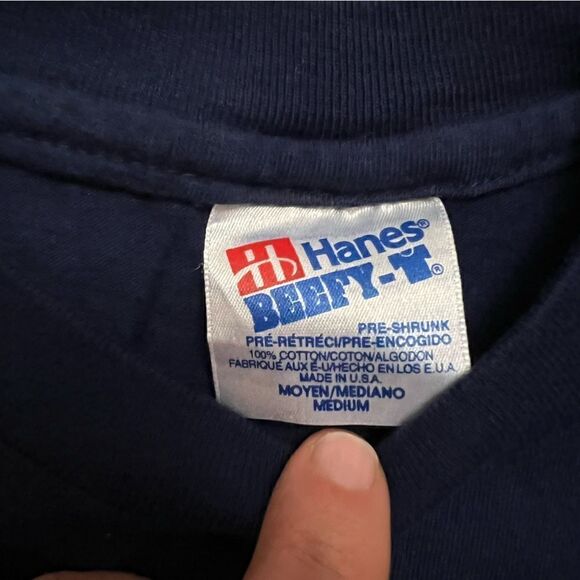 Hanes®
BEEFY-T®
PRE-SHRUNK
PRÉ-RÉTRÉCI/PRE-ENCOGIDO
100% COTTON/COTON/ALGODON
FABRIQUÉ AUX É-U/HECHO EN LOS E.U.A.
MADE IN U.S.A.
MOYEN/MEDIANO
MEDIUM